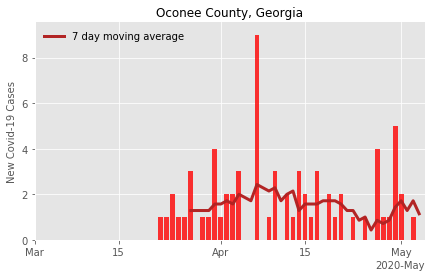 Oconee County, Georgia
7 day moving average
New Covid-19 Cases
8
6
4
2
0
Mar 15 Apr 15 May
2020-May